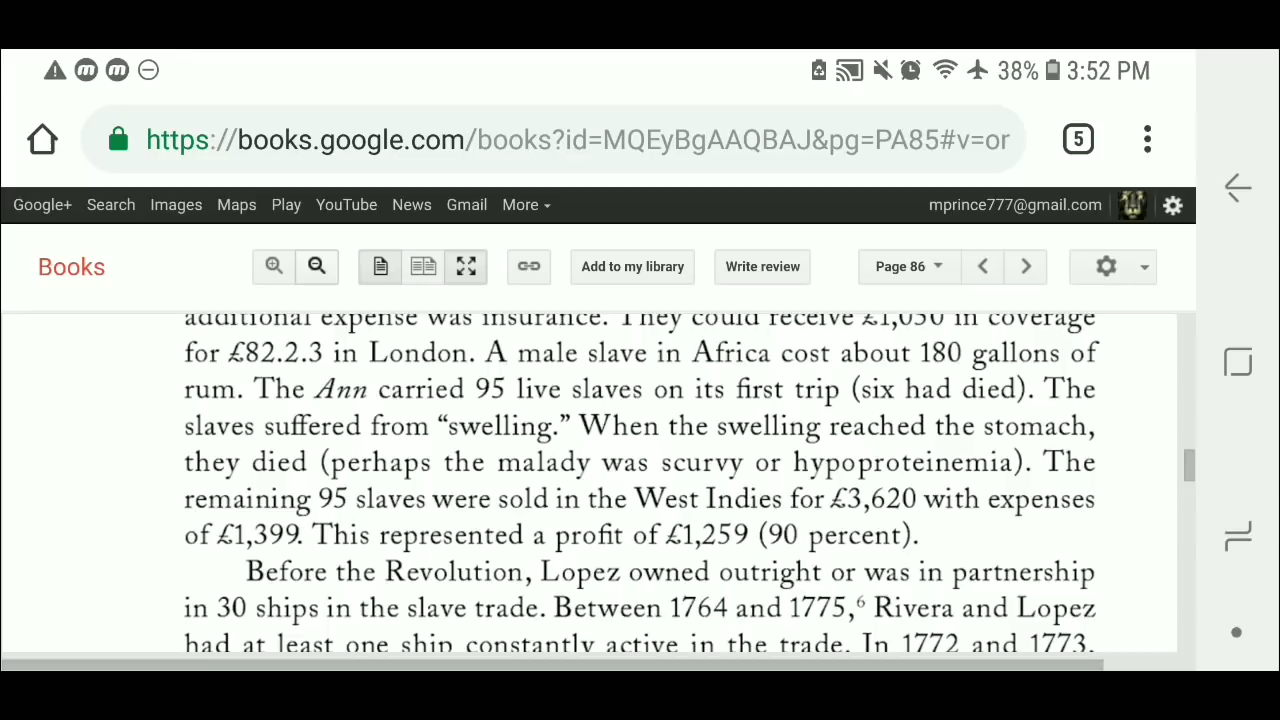 38% 3:52 PM
https://books.google.com/books?id=MQEyBgAAQBAJ&pg=PA85#v=or
5
Google+ Search Images Maps Play YouTube News Gmail More mprince777@gmail.com
Books Add to my library Write review Page 86
additional expense was insurance. They could receive £1,050 in coverage
for £82.2.3 in London. A male slave in Africa cost about 180 gallons of
rum. The Ann carried 95 live slaves on its first trip (six had died). The
slaves suffered from “swelling.” When the swelling reached the stomach,
they died (perhaps the malady was scurvy or hypoproteinemia). The
remaining 95 slaves were sold in the West Indies for £3,620 with expenses
of £1,399. This represented a profit of £1,259 (90 percent).
Before the Revolution, Lopez owned outright or was in partnership
in 30 ships in the slave trade. Between 1764 and 1775,⁶ Rivera and Lopez
had at least one ship constantly active in the trade. In 1772 and 1773,